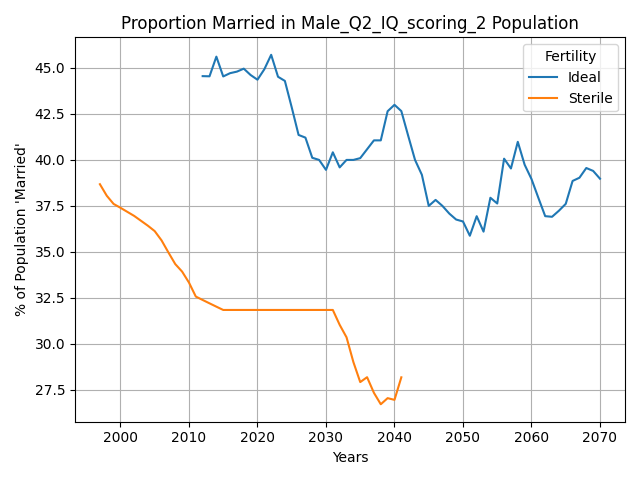 Proportion Married in Male_Q2_IQ_scoring_2 Population
Fertility
Ideal
Sterile
% of Population 'Married'
45.0
42.5
40.0
37.5
35.0
32.5
30.0
27.5
2000 2010 2020 2030 2040 2050 2060 2070
Years